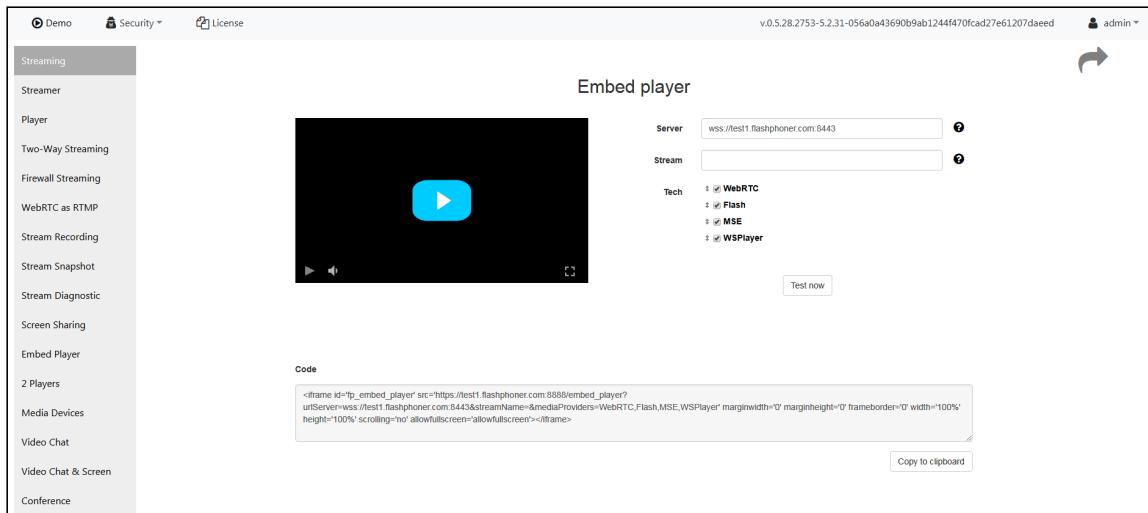 Demo Security License v.0.5.28.2753-5.2.31-056a0a43690b9ab1244f470fcad27e61207daeed admin
Streaming
Streamer
Player
Two-Way Streaming
Firewall Streaming
WebRTC as RTMP
Stream Recording
Stream Snapshot
Stream Diagnostic
Screen Sharing
Embed Player
2 Players
Media Devices
Video Chat
Video Chat & Screen
Conference
Embed player
Server wss://test1.flashphoner.com:8443
Stream
Tech WebRTC
Flash
MSE
WSPlayer
Test now
Code
<iframe id='fp_embed_player' src='https://test1.flashphoner.com:8888/embed_player?
urlServer=wss://test1.flashphoner.com:8443&streamName=&mediaProviders=WebRTC,Flash,MSE,WSPlayer' marginwidth='0' marginheight='0' frameborder='0' width='100%'
height='100%' scrolling='no' allowfullscreen='allowfullscreen'></iframe>
Copy to clipboard